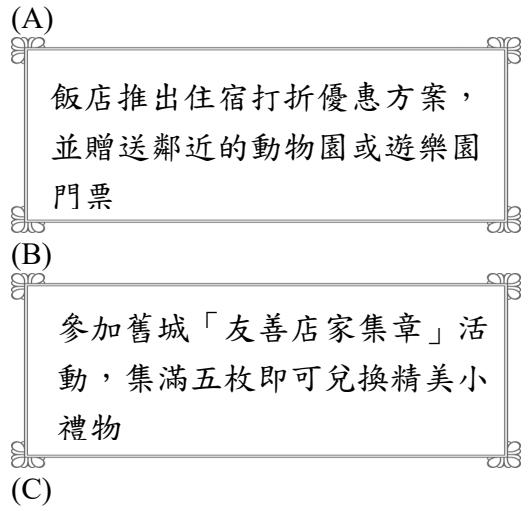 (A)
飯店推出住宿打折優惠方案，
並贈送鄰近的動物園或遊樂園
門票
(B)
參加舊城「友善店家集章」活
動，集滿五枚即可兌換精美小
禮物
(C)